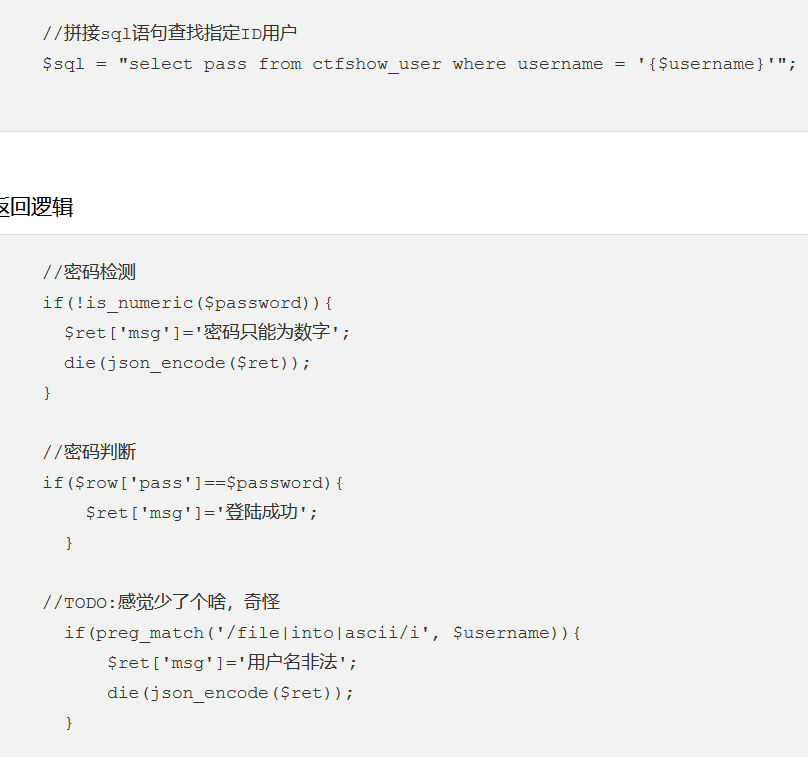 //拼接sql语句查找指定ID用户
$sql = "select pass from ctfshow_user where username = '{$username}'";
返回逻辑
//密码检测
if(!is_numeric($password)){
$ret['msg']='密码只能为数字';
die(json_encode($ret));
}
//密码判断
if($row['pass']==$password){
$ret['msg']='登陆成功';
}
//TODO:感觉少了个啥，奇怪
if(preg_match('/file|into|ascii/i', $username)){
$ret['msg']='用户名非法';
die(json_encode($ret));
}